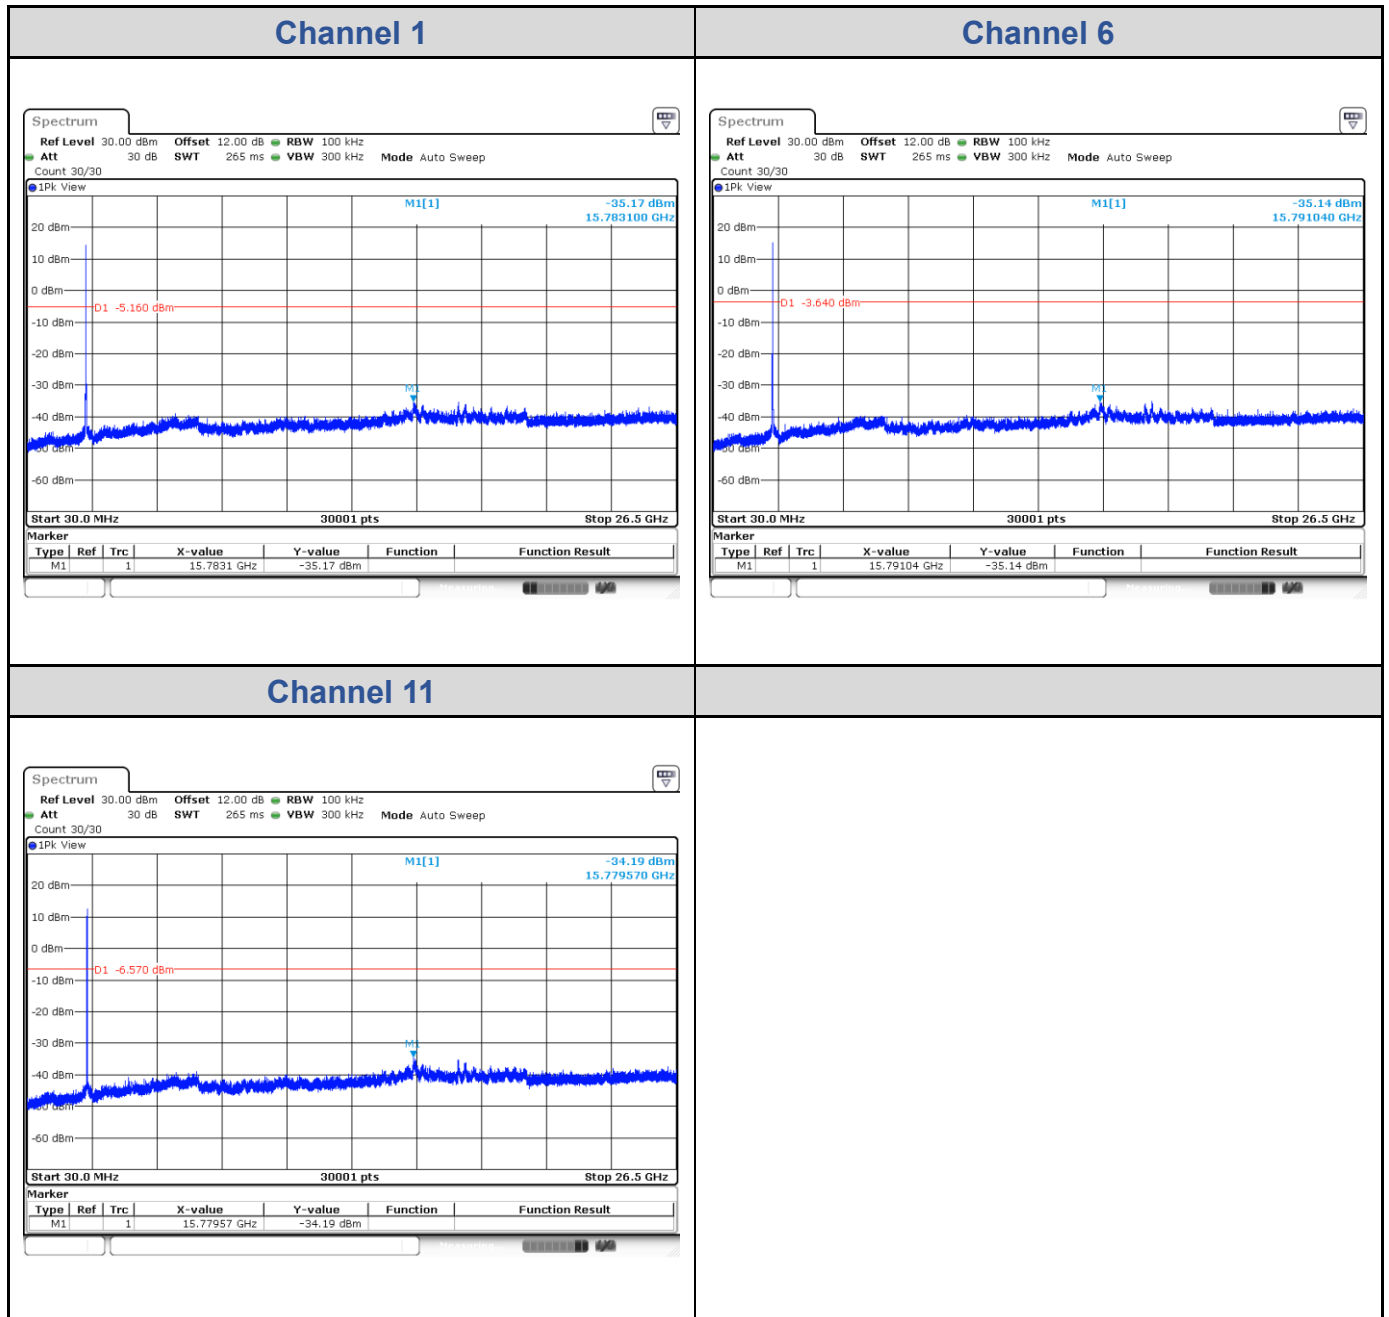 Channel 1
Channel 6
Spectrum
Ref Level 30.00 dBm Offset 12.00 dB RBW 100 kHz
Att 30 dB SWT 265 ms VBW 300 kHz Mode Auto Sweep
Count 30/30
1Pk View
M1[1] -35.17 dBm
15.783100 GHz
20 dBm
10 dBm
0 dBm
D1 -5.160 dBm
-10 dBm
-20 dBm
-30 dBm
M1
-40 dBm
-50 dBm
-60 dBm
Start 30.0 MHz 30001 pts Stop 26.5 GHz
Marker
Type Ref Trc X-value Y-value Function Function Result
M1 1 15.7831 GHz -35.17 dBm
Spectrum
Ref Level 30.00 dBm Offset 12.00 dB RBW 100 kHz
Att 30 dB SWT 265 ms VBW 300 kHz Mode Auto Sweep
Count 30/30
1Pk View
M1[1] -35.14 dBm
15.791040 GHz
20 dBm
10 dBm
0 dBm
D1 -3.640 dBm
-10 dBm
-20 dBm
-30 dBm
M1
-40 dBm
-50 dBm
-60 dBm
Start 30.0 MHz 30001 pts Stop 26.5 GHz
Marker
Type Ref Trc X-value Y-value Function Function Result
M1 1 15.79104 GHz -35.14 dBm
Channel 11
Spectrum
Ref Level 30.00 dBm Offset 12.00 dB RBW 100 kHz
Att 30 dB SWT 265 ms VBW 300 kHz Mode Auto Sweep
Count 30/30
1Pk View
M1[1] -34.19 dBm
15.779570 GHz
20 dBm
10 dBm
0 dBm
D1 -6.570 dBm
-10 dBm
-20 dBm
-30 dBm
M1
-40 dBm
-50 dBm
-60 dBm
Start 30.0 MHz 30001 pts Stop 26.5 GHz
Marker
Type Ref Trc X-value Y-value Function Function Result
M1 1 15.77957 GHz -34.19 dBm